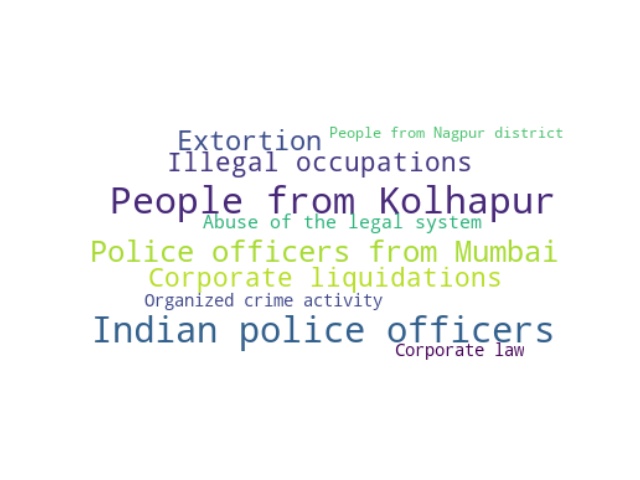 Extortion
People from Nagpur district
Illegal occupations
People from Kolhapur
Abuse of the legal system
Police officers from Mumbai
Corporate liquidations
Organized crime activity
Indian police officers
Corporate law